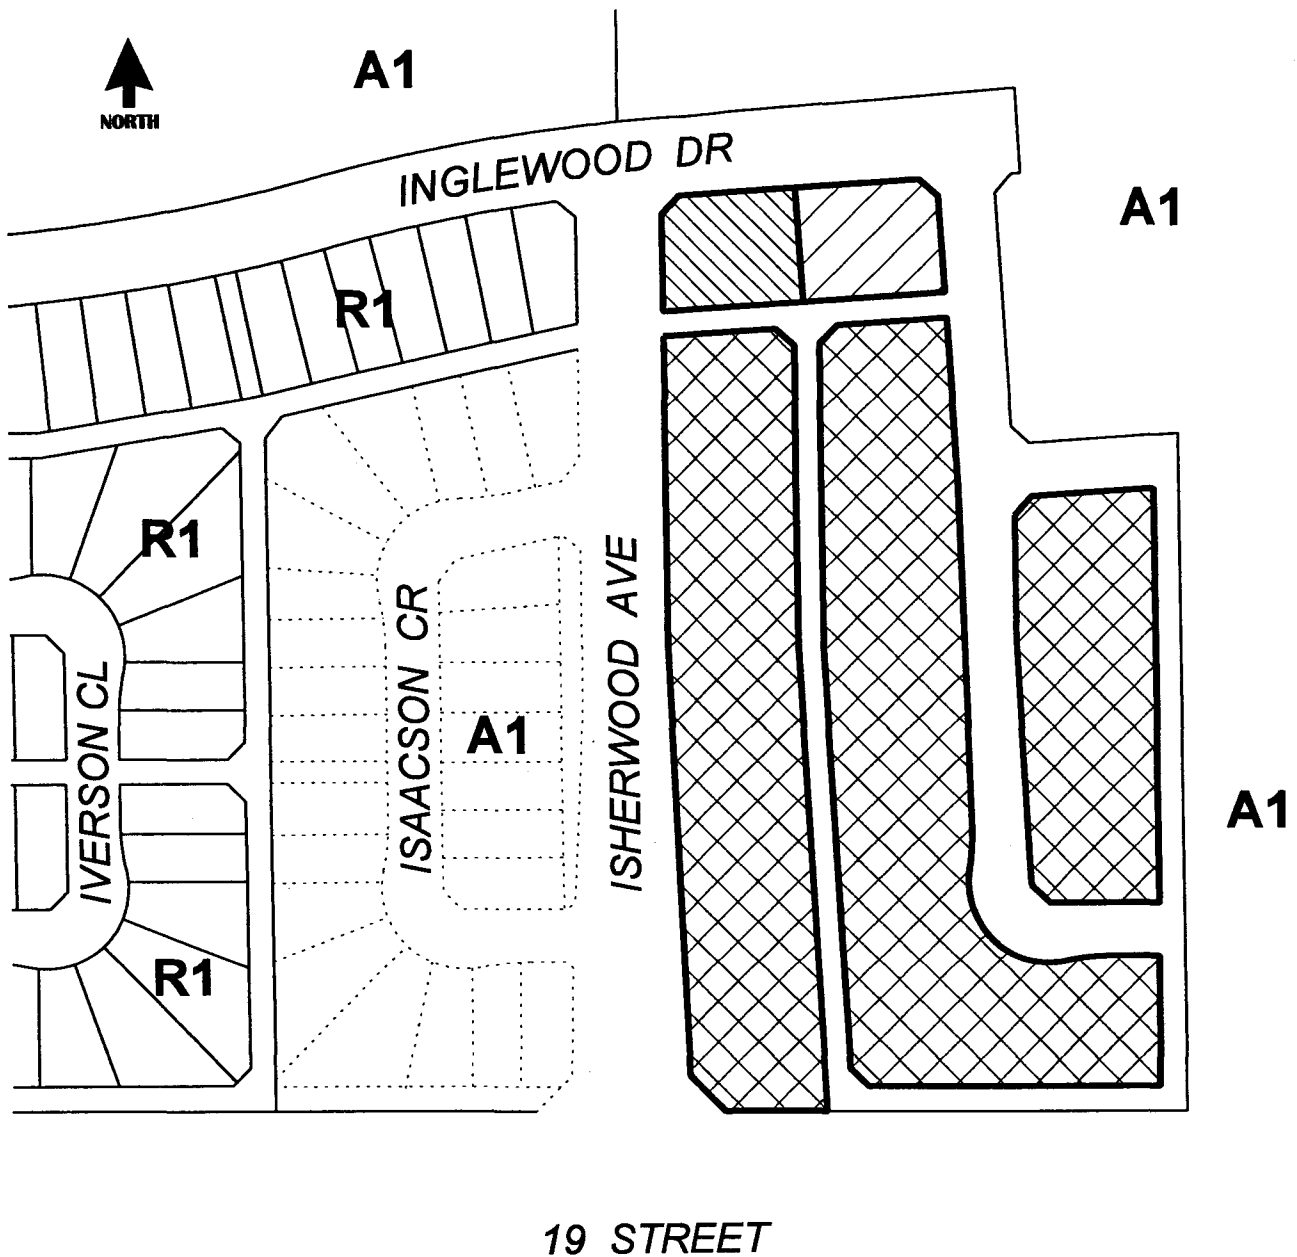 A1
NORTH
INGLEWOOD DR
A1
R1
R1
ISHERWOOD AVE
ISAACSON CR
IVERSON CL
A1
A1
R1
19 STREET